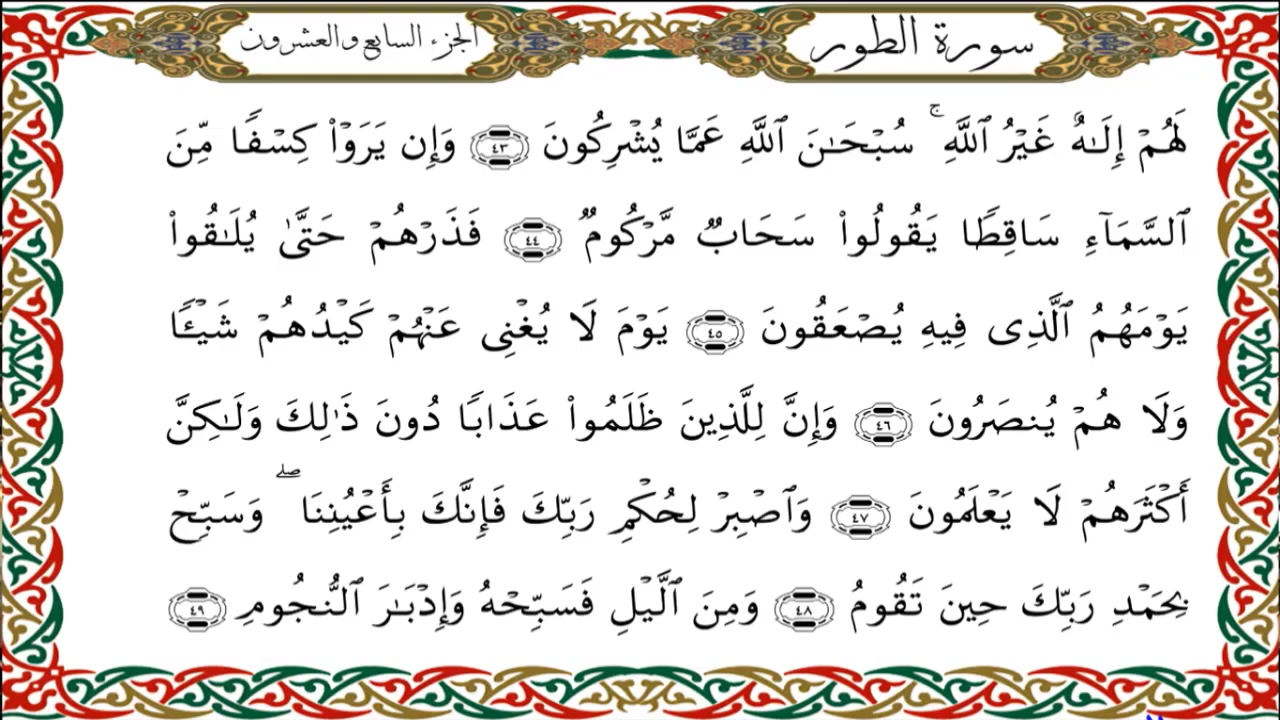 سورة الطور
الجزء السابع والعشرون
لَهُمْ إِلَٰهٌ غَيْرُ ٱللَّهِ ۚ سُبْحَٰنَ ٱللَّهِ عَمَّا يُشْرِكُونَ ٤٣ وَإِن يَرَوْا۟ كِسْفًا مِّنَ
ٱلسَّمَآءِ سَاقِطًا يَقُولُوا۟ سَحَابٌ مَّرْكُومٌ ٤٤ فَذَرْهُمْ حَتَّىٰ يُلَٰقُوا۟
يَوْمَهُمُ ٱلَّذِى فِيهِ يُصْعَقُونَ ٤٥ يَوْمَ لَا يُغْنِى عَنْهُمْ كَيْدُهُمْ شَيْـًٔا
وَلَا هُمْ يُنصَرُونَ ٤٦ وَإِنَّ لِلَّذِينَ ظَلَمُوا۟ عَذَابًا دُونَ ذَٰلِكَ وَلَٰكِنَّ
أَكْثَرَهُمْ لَا يَعْلَمُونَ ٤٧ وَٱصْبِرْ لِحُكْمِ رَبِّكَ فَإِنَّكَ بِأَعْيُنِنَا ۖ وَسَبِّحْ
بِحَمْدِ رَبِّكَ حِينَ تَقُومُ ٤٨ وَمِنَ ٱلَّيْلِ فَسَبِّحْهُ وَإِدْبَٰرَ ٱلنُّجُومِ ٤٩